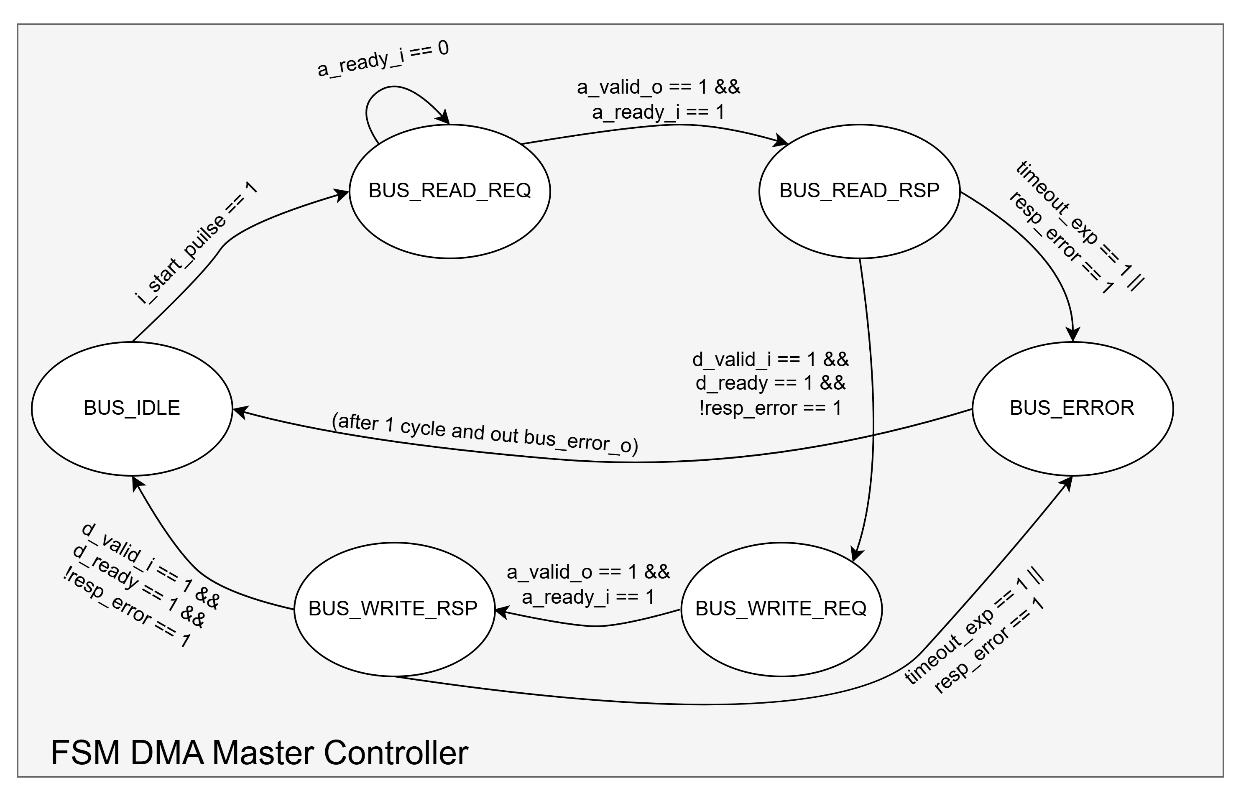 a_ready_i == 0
a_valid_o == 1 &&
a_ready_i == 1
BUS_READ_REQ
BUS_READ_RSP
timeout_exp == 1 ||
resp_error == 1
i_start_puilse == 1
d_valid_i == 1 &&
d_ready == 1 &&
!resp_error == 1
BUS_IDLE
BUS_ERROR
(after 1 cycle and out bus_error_o)
d_valid_i == 1 &&
d_ready == 1 &&
!resp_error == 1
BUS_WRITE_RSP
a_valid_o == 1 &&
a_ready_i == 1
BUS_WRITE_REQ
timeout_exp == 1 ||
resp_error == 1
FSM DMA Master Controller